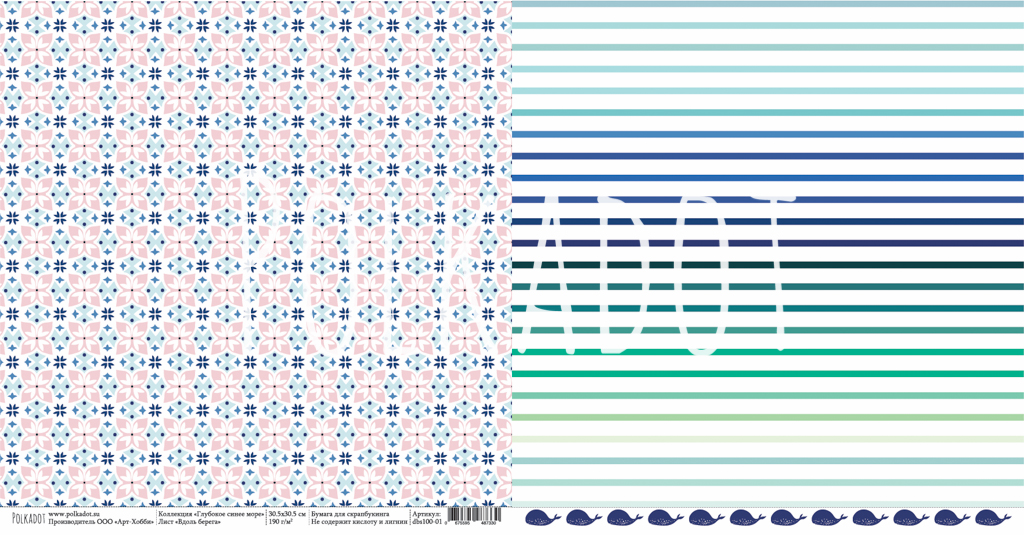 POLKADOT
POLKADOT
www.polkadot.su
Производитель ООО «Арт-Хобби»
Коллекция «Глубокое синее море»
Лист «Вдоль берега»
30.5х30.5 см
190 г/м²
Бумага для скрапбукинга
Не содержит кислоту и лигнин
Артикул:
dbs100-01